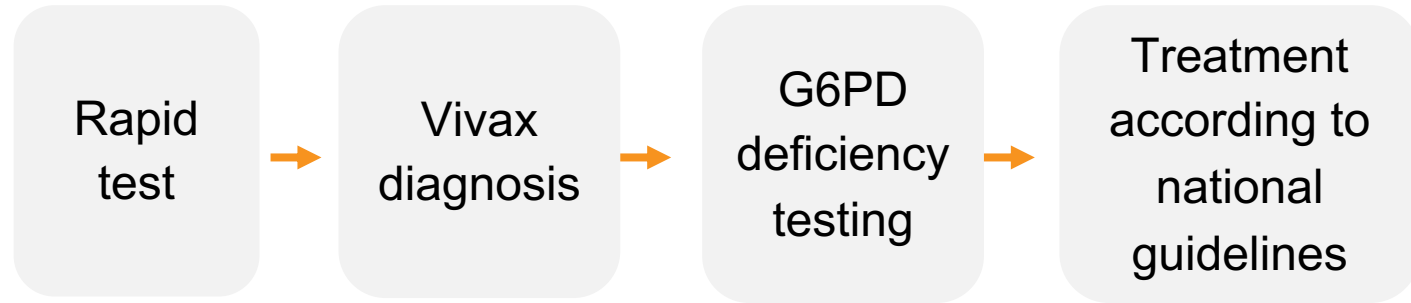 Rapid
test
Vivax
diagnosis
G6PD
deficiency
testing
Treatment
according to
national
guidelines